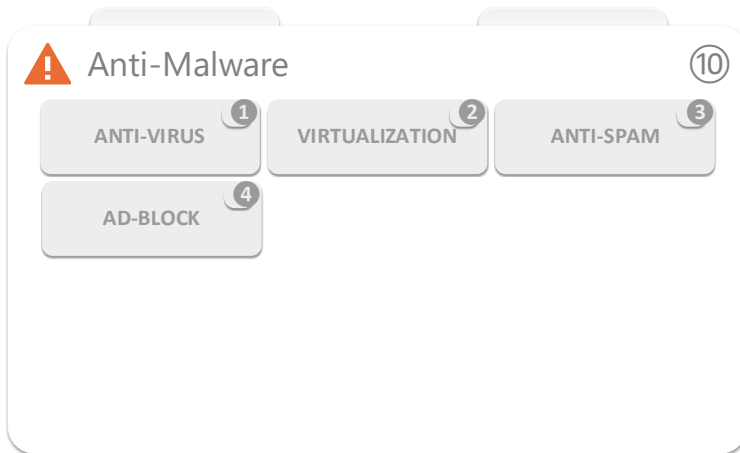 Anti-Malware ⑩
ANTI-VIRUS 1 VIRTUALIZATION 2 ANTI-SPAM 3
AD-BLOCK 4